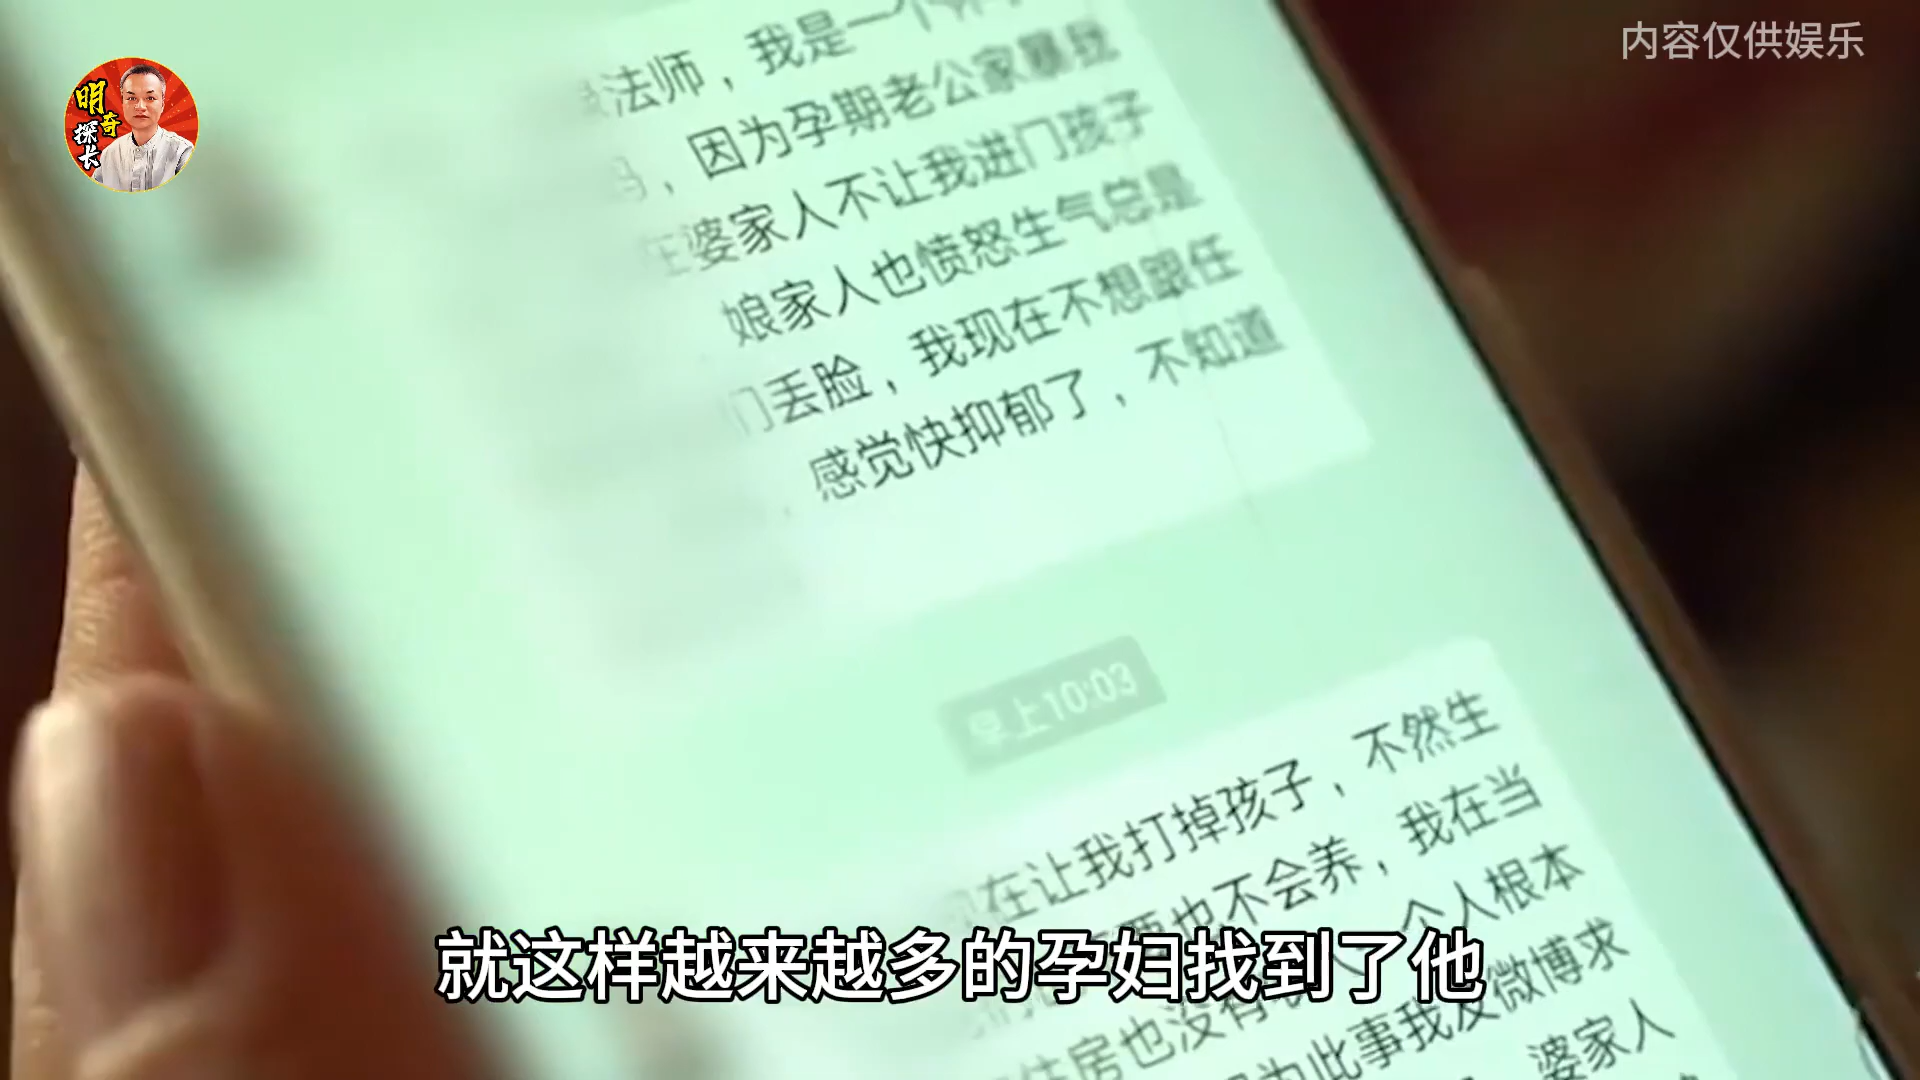 内容仅供娱乐
明奇探长
法师，我是一个
，因为孕期老公家暴我
在婆家人不让我进门孩子
娘家人也愤怒生气总是
们丢脸，我现在不想跟任
感觉快抑郁了，不知道
早上10:03
在让我打掉孩子，不然生
也不会养，我在当
个人根本
住房也没有
为此事我发微博求
婆家人
就这样越来越多的孕妇找到了他